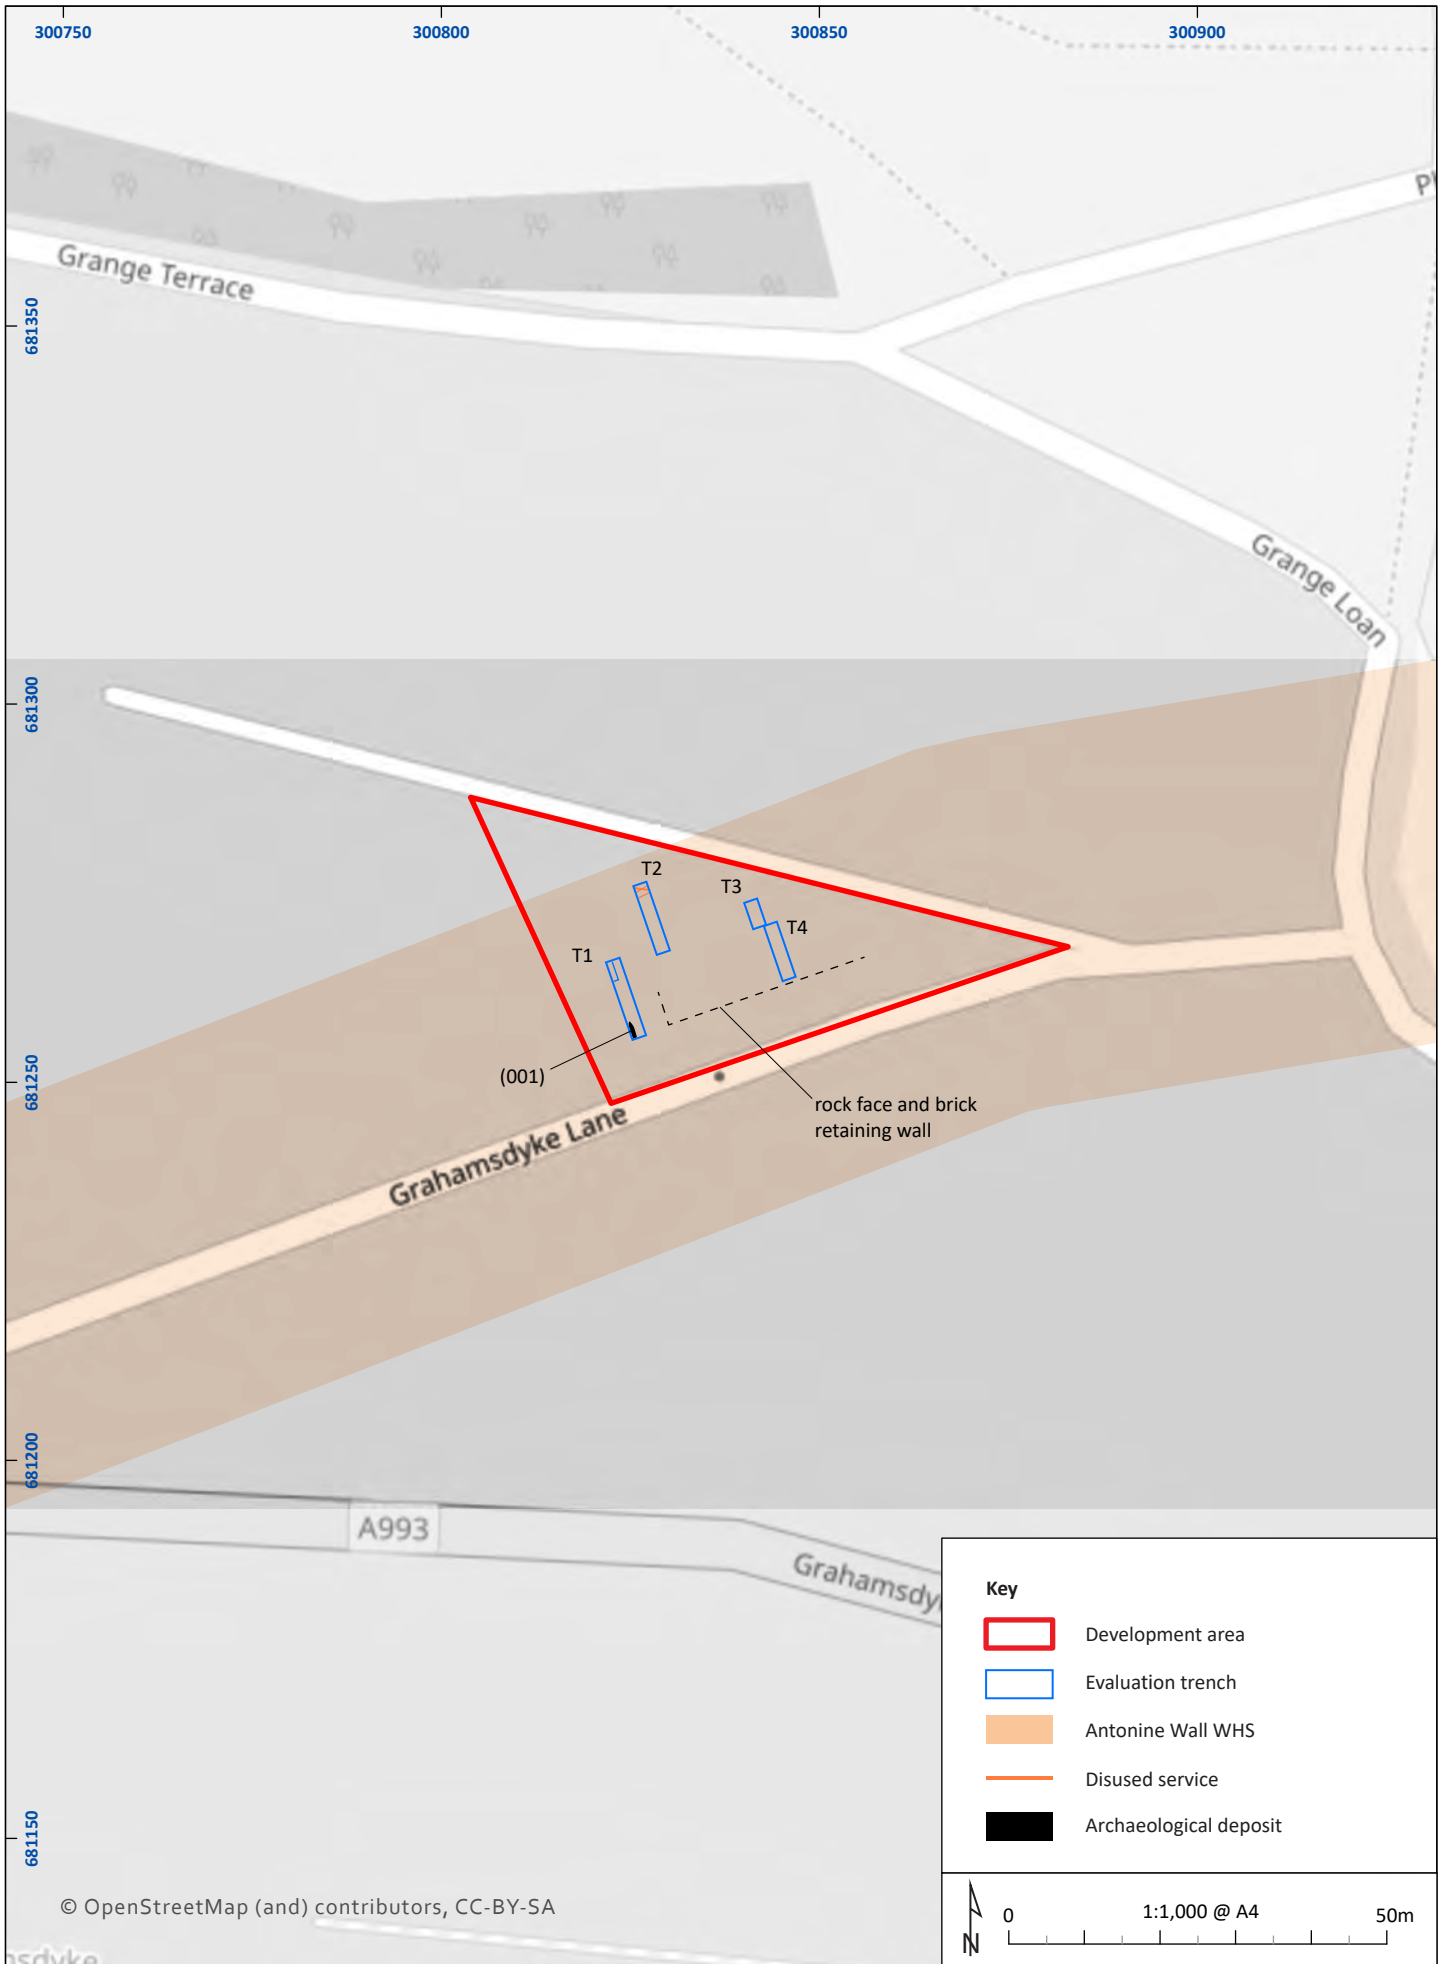 300750
300800
300850
300900
Pl
Grange Terrace
681350
Grange Loan
681300
T2
T3
T4
T1
(001)
681250
rock face and brick
retaining wall
Grahamsdyke Lane
681200
A993
Grahamsdy
Key
Development area
Evaluation trench
Antonine Wall WHS
Disused service
Archaeological deposit
681150
© OpenStreetMap (and) contributors, CC-BY-SA
N
0
1:1,000 @ A4
50m
nsdyke